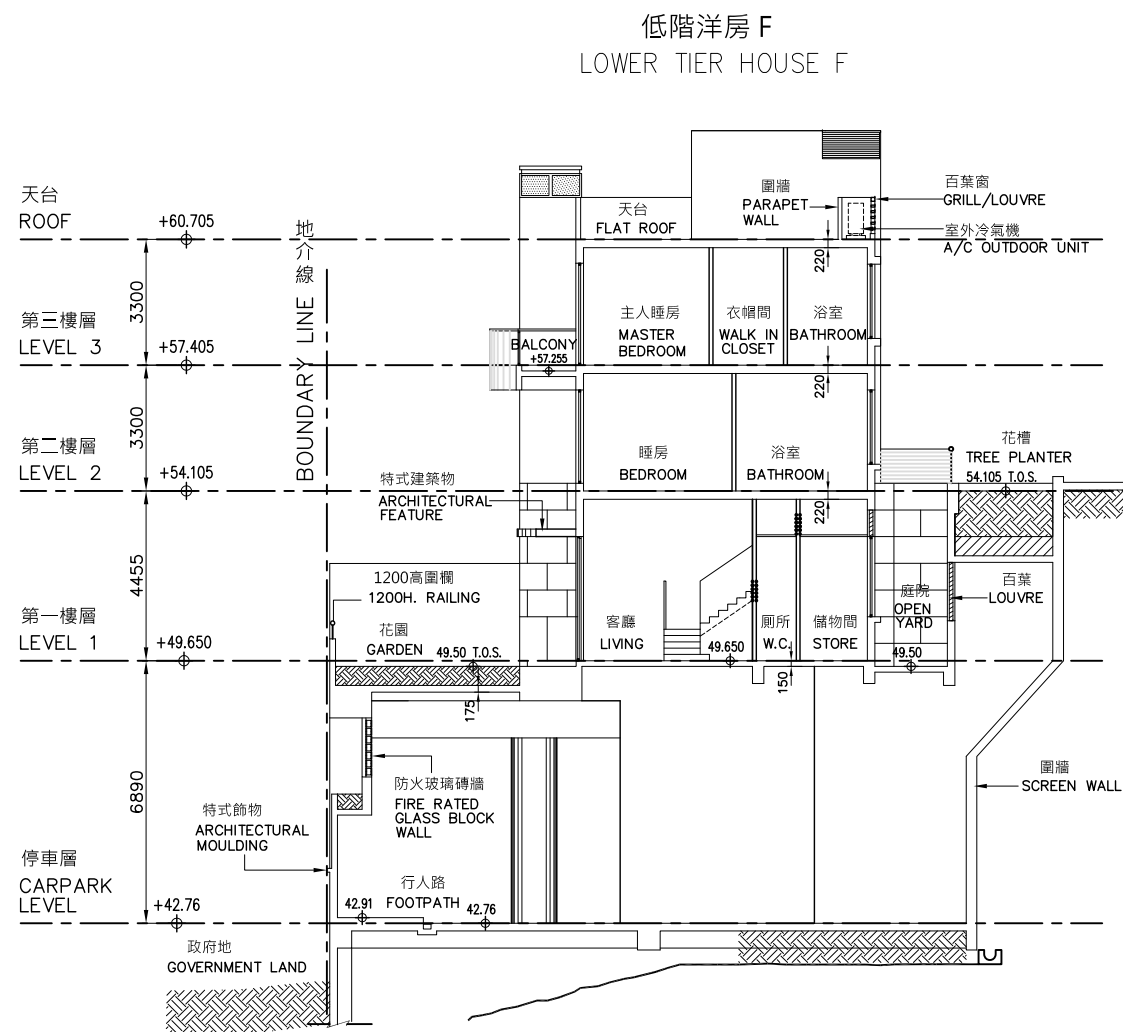 低階洋房 F
LOWER TIER HOUSE F
天台
ROOF
+60.705
地介線
BOUNDARY LINE
天台
FLAT ROOF
圍牆
PARAPET
WALL
百葉窗
GRILL/LOUVRE
室外冷氣機
A/C OUTDOOR UNIT
220
3300
第三樓層
LEVEL 3
+57.405
BALCONY
+57.255
主人睡房
MASTER
BEDROOM
衣帽間
WALK IN
CLOSET
浴室
BATHROOM
220
3300
第二樓層
LEVEL 2
+54.105
特式建築物
ARCHITECTURAL
FEATURE
睡房
BEDROOM
浴室
BATHROOM
220
花槽
TREE PLANTER
54.105 T.O.S.
4455
第一樓層
LEVEL 1
+49.650
1200高圍欄
1200H. RAILING
花園
GARDEN
49.50 T.O.S.
客廳
LIVING
49.650
廁所
W.C.
儲物間
STORE
庭院
OPEN
YARD
49.50
百葉
LOUVRE
175
150
6890
防火玻璃磚牆
FIRE RATED
GLASS BLOCK
WALL
圍牆
SCREEN WALL
特式飾物
ARCHITECTURAL
MOULDING
停車層
CARPARK
LEVEL
+42.76
行人路
FOOTPATH
42.91
42.76
政府地
GOVERNMENT LAND